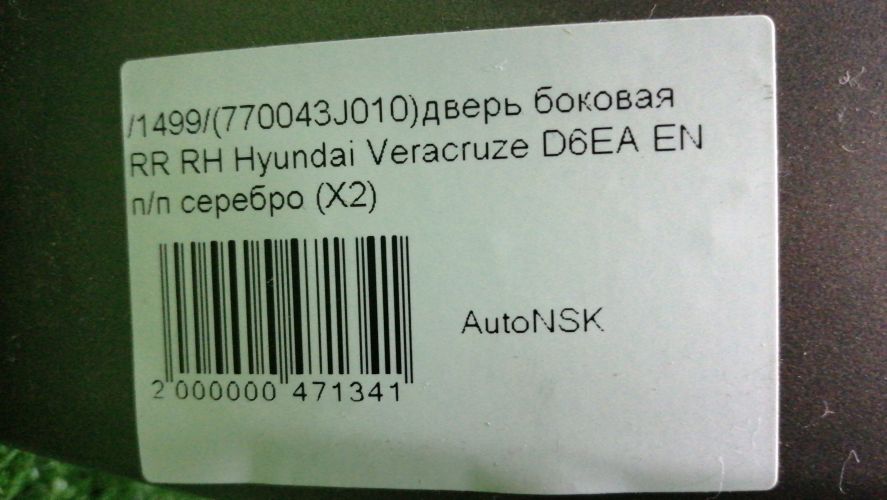 /1499/(770043J010)дверь боковая
RR RH Hyundai Veracruze D6EA EN
п/п серебро (X2)
AutoNSK
2 000000 471341